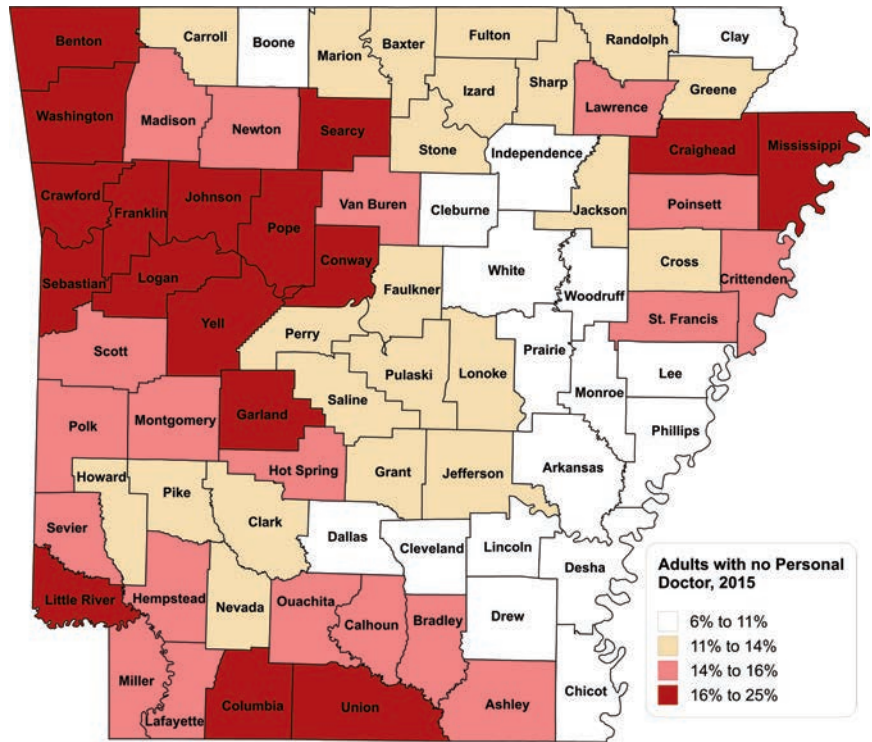 Benton
Carroll
Boone
Marion
Baxter
Fulton
Randolph
Clay
Izard
Sharp
Greene
Washington
Madison
Newton
Searcy
Lawrence
Stone
Independence
Craighead
Mississippi
Crawford
Franklin
Johnson
Pope
Van Buren
Cleburne
Jackson
Poinsett
Sebastian
Logan
Conway
White
Woodruff
Cross
Crittenden
Faulkner
Yell
Perry
St. Francis
Scott
Prairie
Pulaski
Lonoke
Lee
Saline
Monroe
Garland
Polk
Montgomery
Phillips
Hot Spring
Grant
Jefferson
Arkansas
Howard
Pike
Clark
Sevier
Dallas
Cleveland
Lincoln
Desha
Little River
Hempstead
Nevada
Ouachita
Calhoun
Bradley
Drew
Miller
Lafayette
Columbia
Union
Ashley
Chicot
Adults with no Personal
Doctor, 2015
6% to 11%
11% to 14%
14% to 16%
16% to 25%